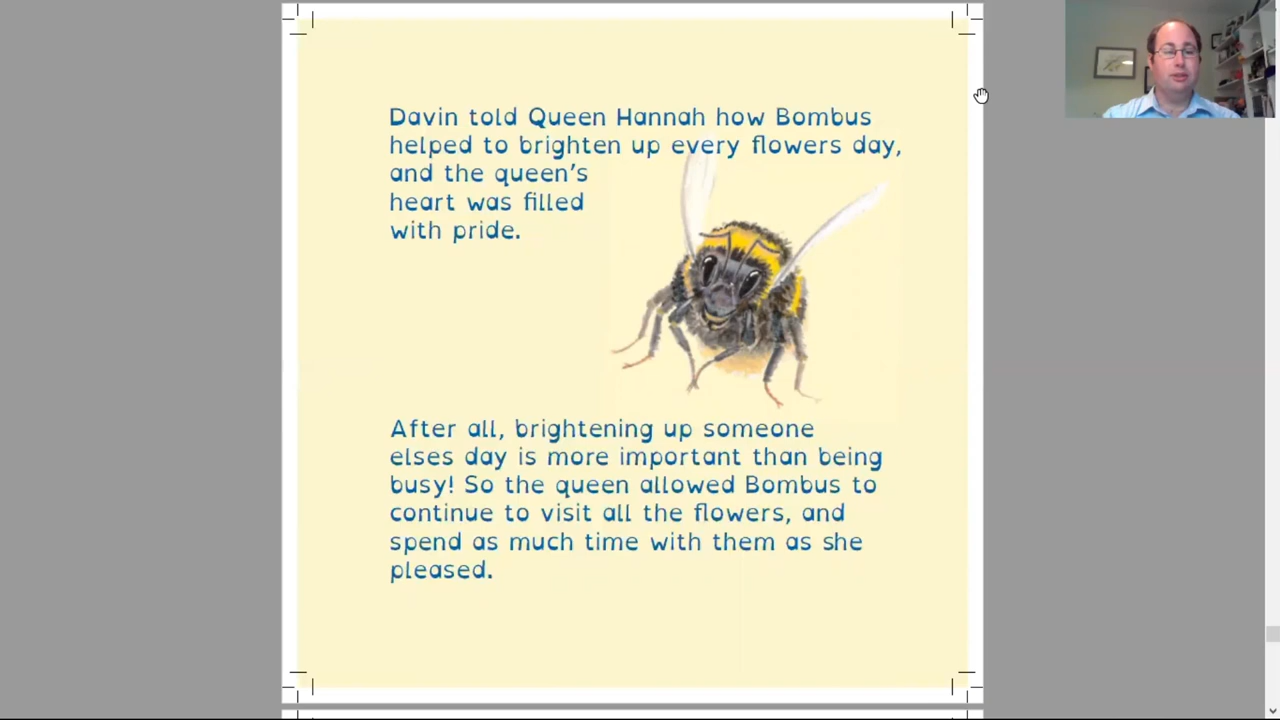 Davin told Queen Hannah how Bombus
helped to brighten up every flowers day,
and the queen's
heart was filled
with pride.
After all, brightening up someone
elses day is more important than being
busy! So the queen allowed Bombus to
continue to visit all the flowers, and
spend as much time with them as she
pleased.